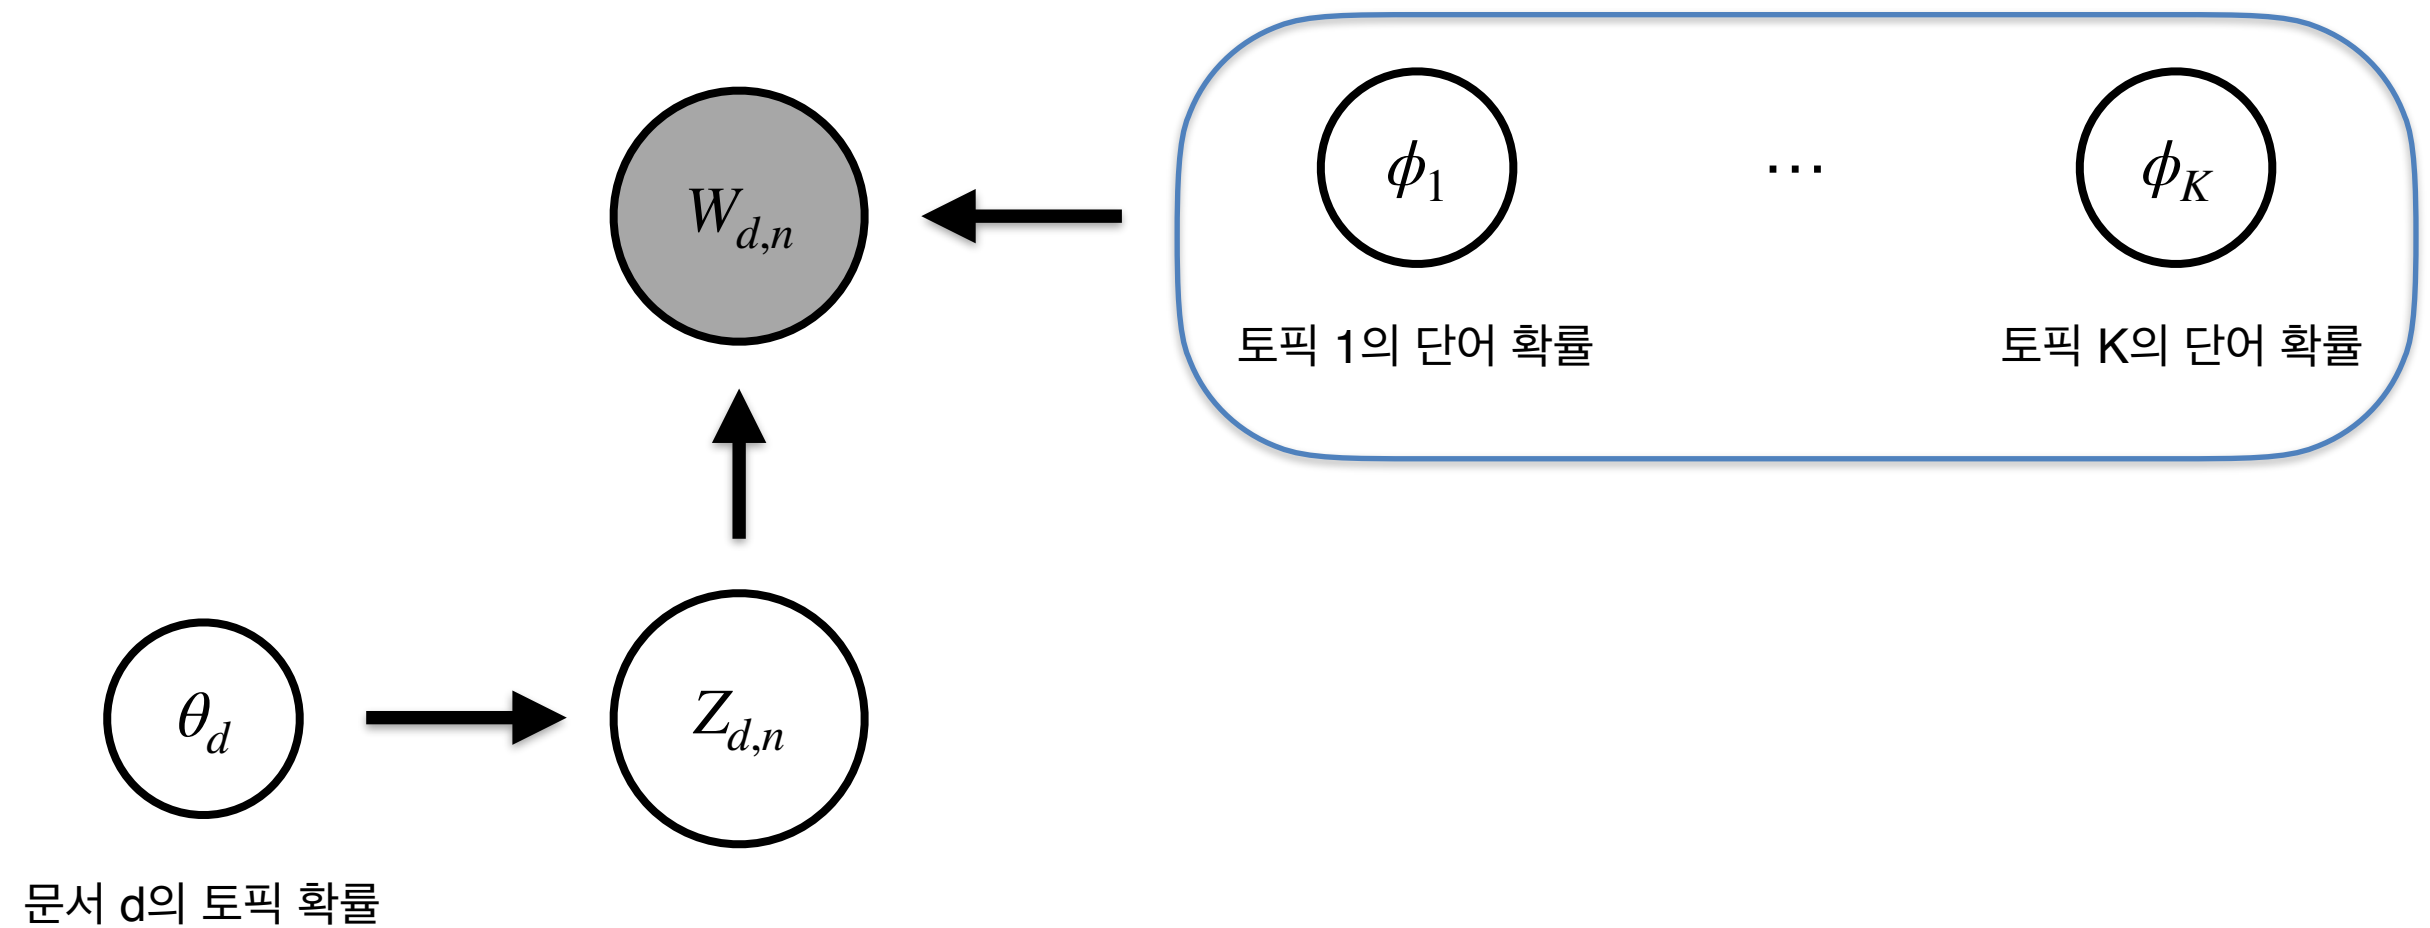 W_{d,n}
ϕ_1 ⋯ ϕ_K
토픽 1의 단어 확률
토픽 K의 단어 확률
θ_d
Z_{d,n}
문서 d의 토픽 확률